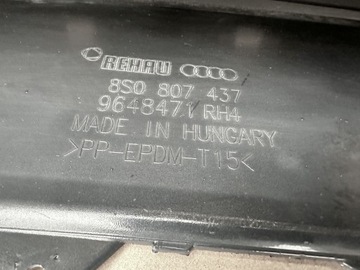 REHAU
8S0 807 437
9648471 RH4
MADE IN HUNGARY
>PP-EPDM-T15<